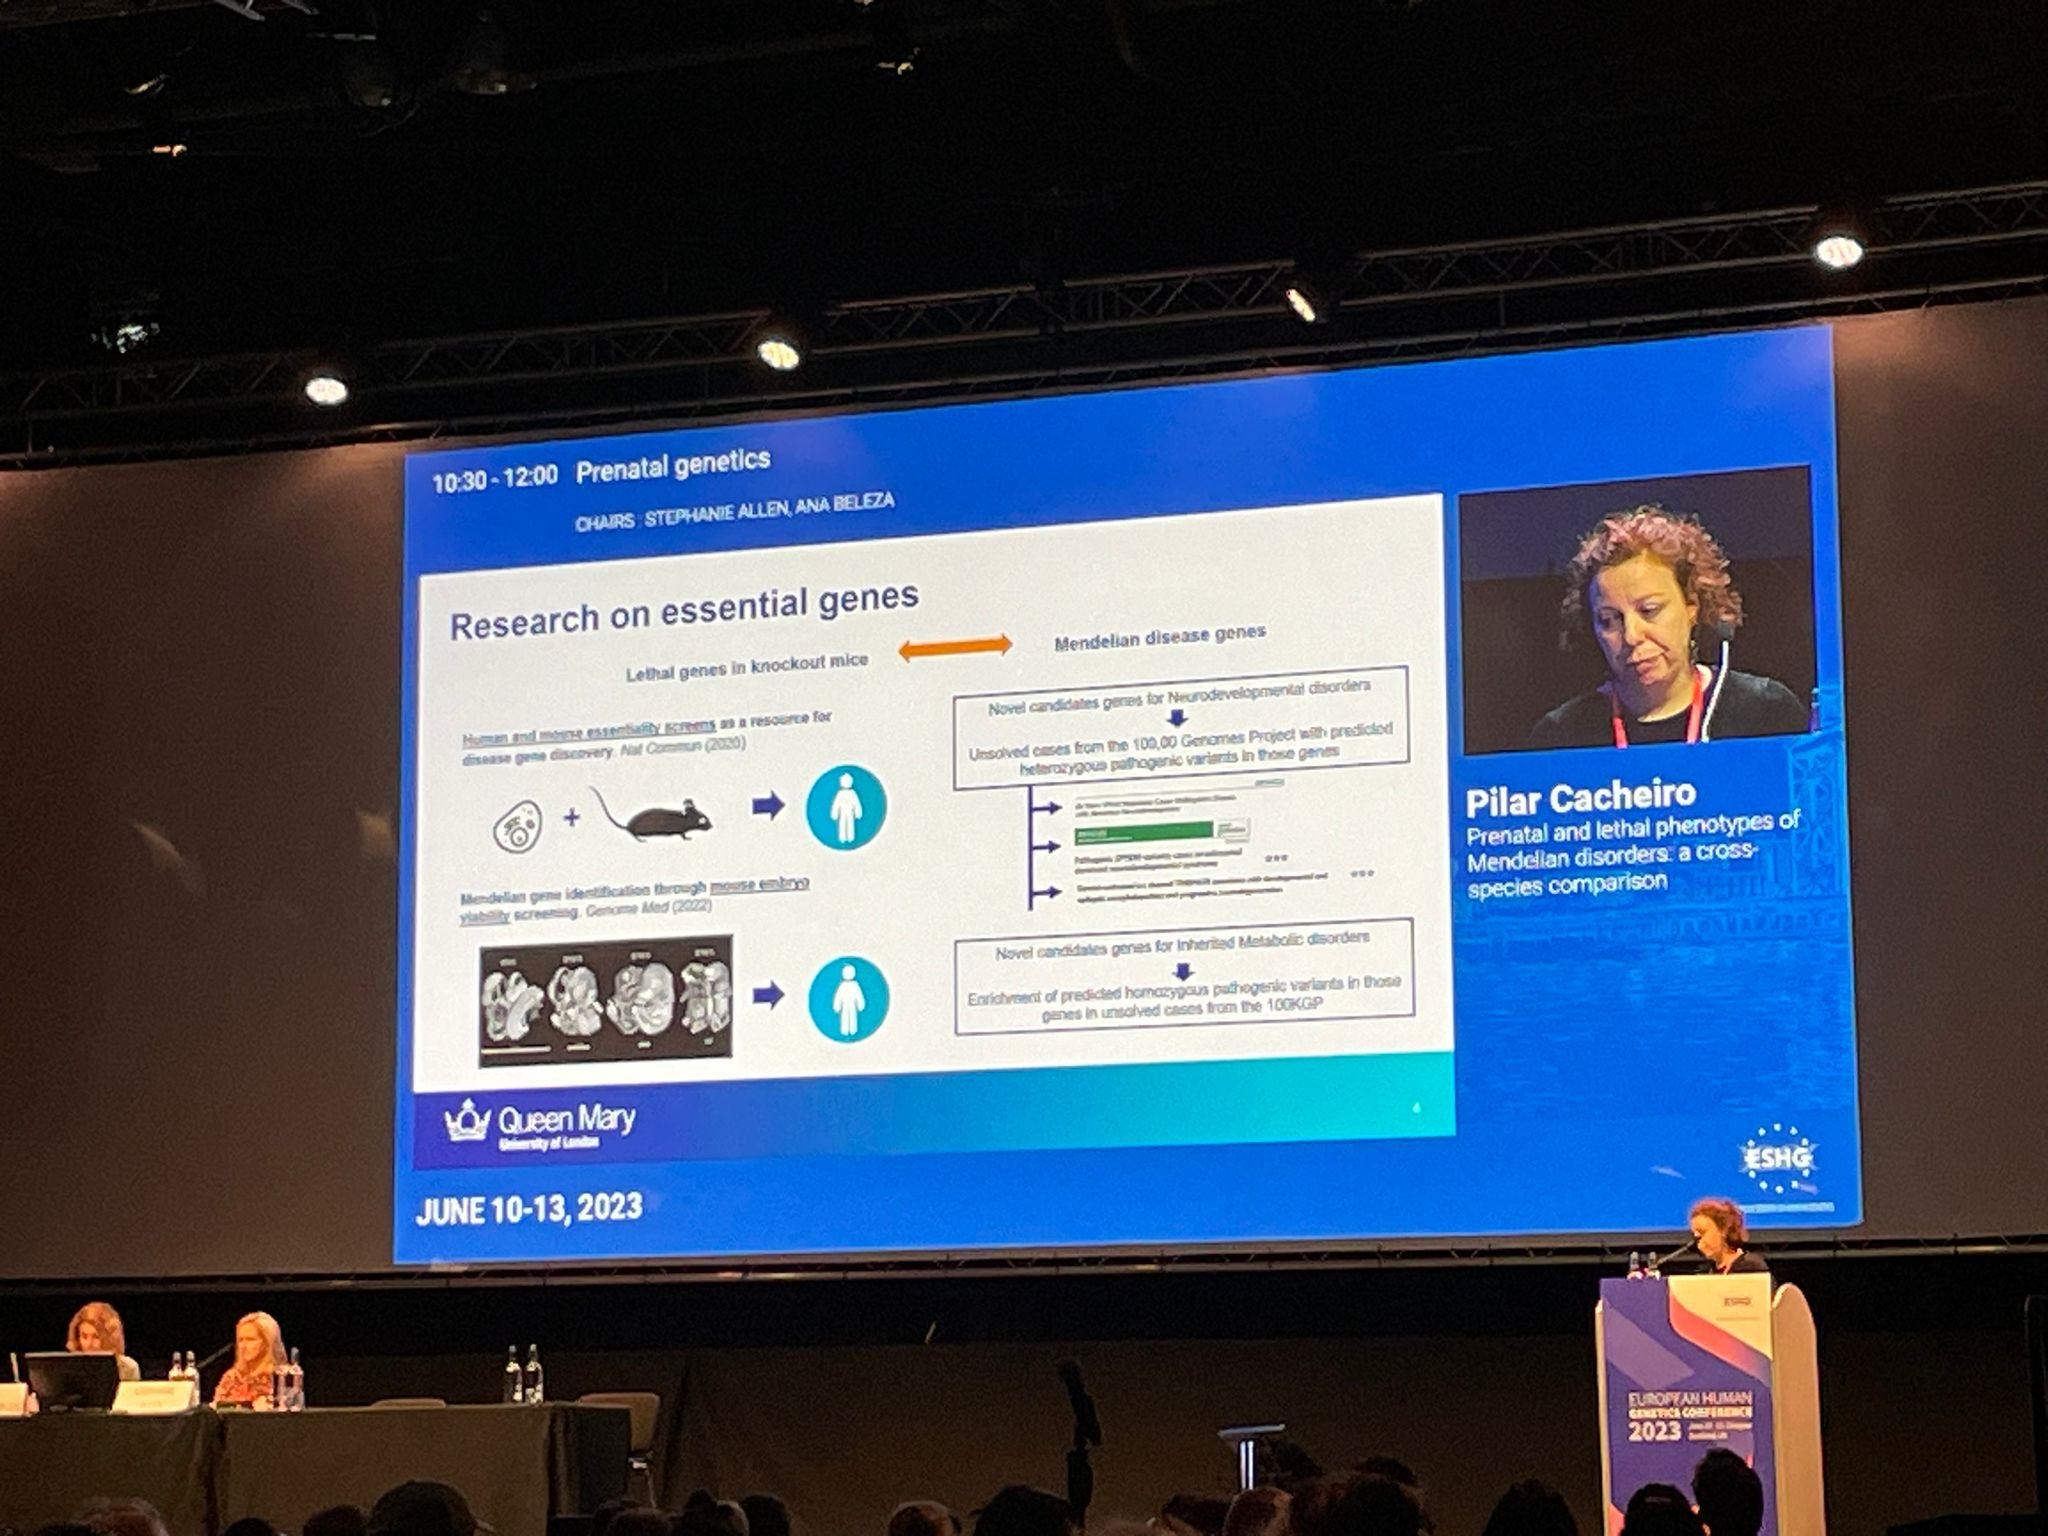 10:30 - 12:00 Prenatal genetics
CHAIRS : STEPHANIE ALLEN, ANA BELEZA
Research on essential genes
Lethal genes in knockout mice
Mendelian disease genes
Human and mouse essentiality screens as a resource for
disease gene discovery. Nat Commun (2020)
+
Mendelian gene identification through mouse embryo
viability screening. Genome Med (2022)
Novel candidates genes for Neurodevelopmental disorders
Unsolved cases from the 100,00 Genomes Project with predicted
heterozygous pathogenic variants in those genes
Novel candidates genes for Inherited Metabolic disorders
Enrichment of predicted homozygous pathogenic variants in those
genes in unsolved cases from the 100KGP
Queen Mary
University of London
4
JUNE 10-13, 2023
Pilar Cacheiro
Prenatal and lethal phenotypes of
Mendelian disorders: a cross-
species comparison
ESHG
ESHG
EUROPEAN HUMAN
GENETICS CONFERENCE
2023